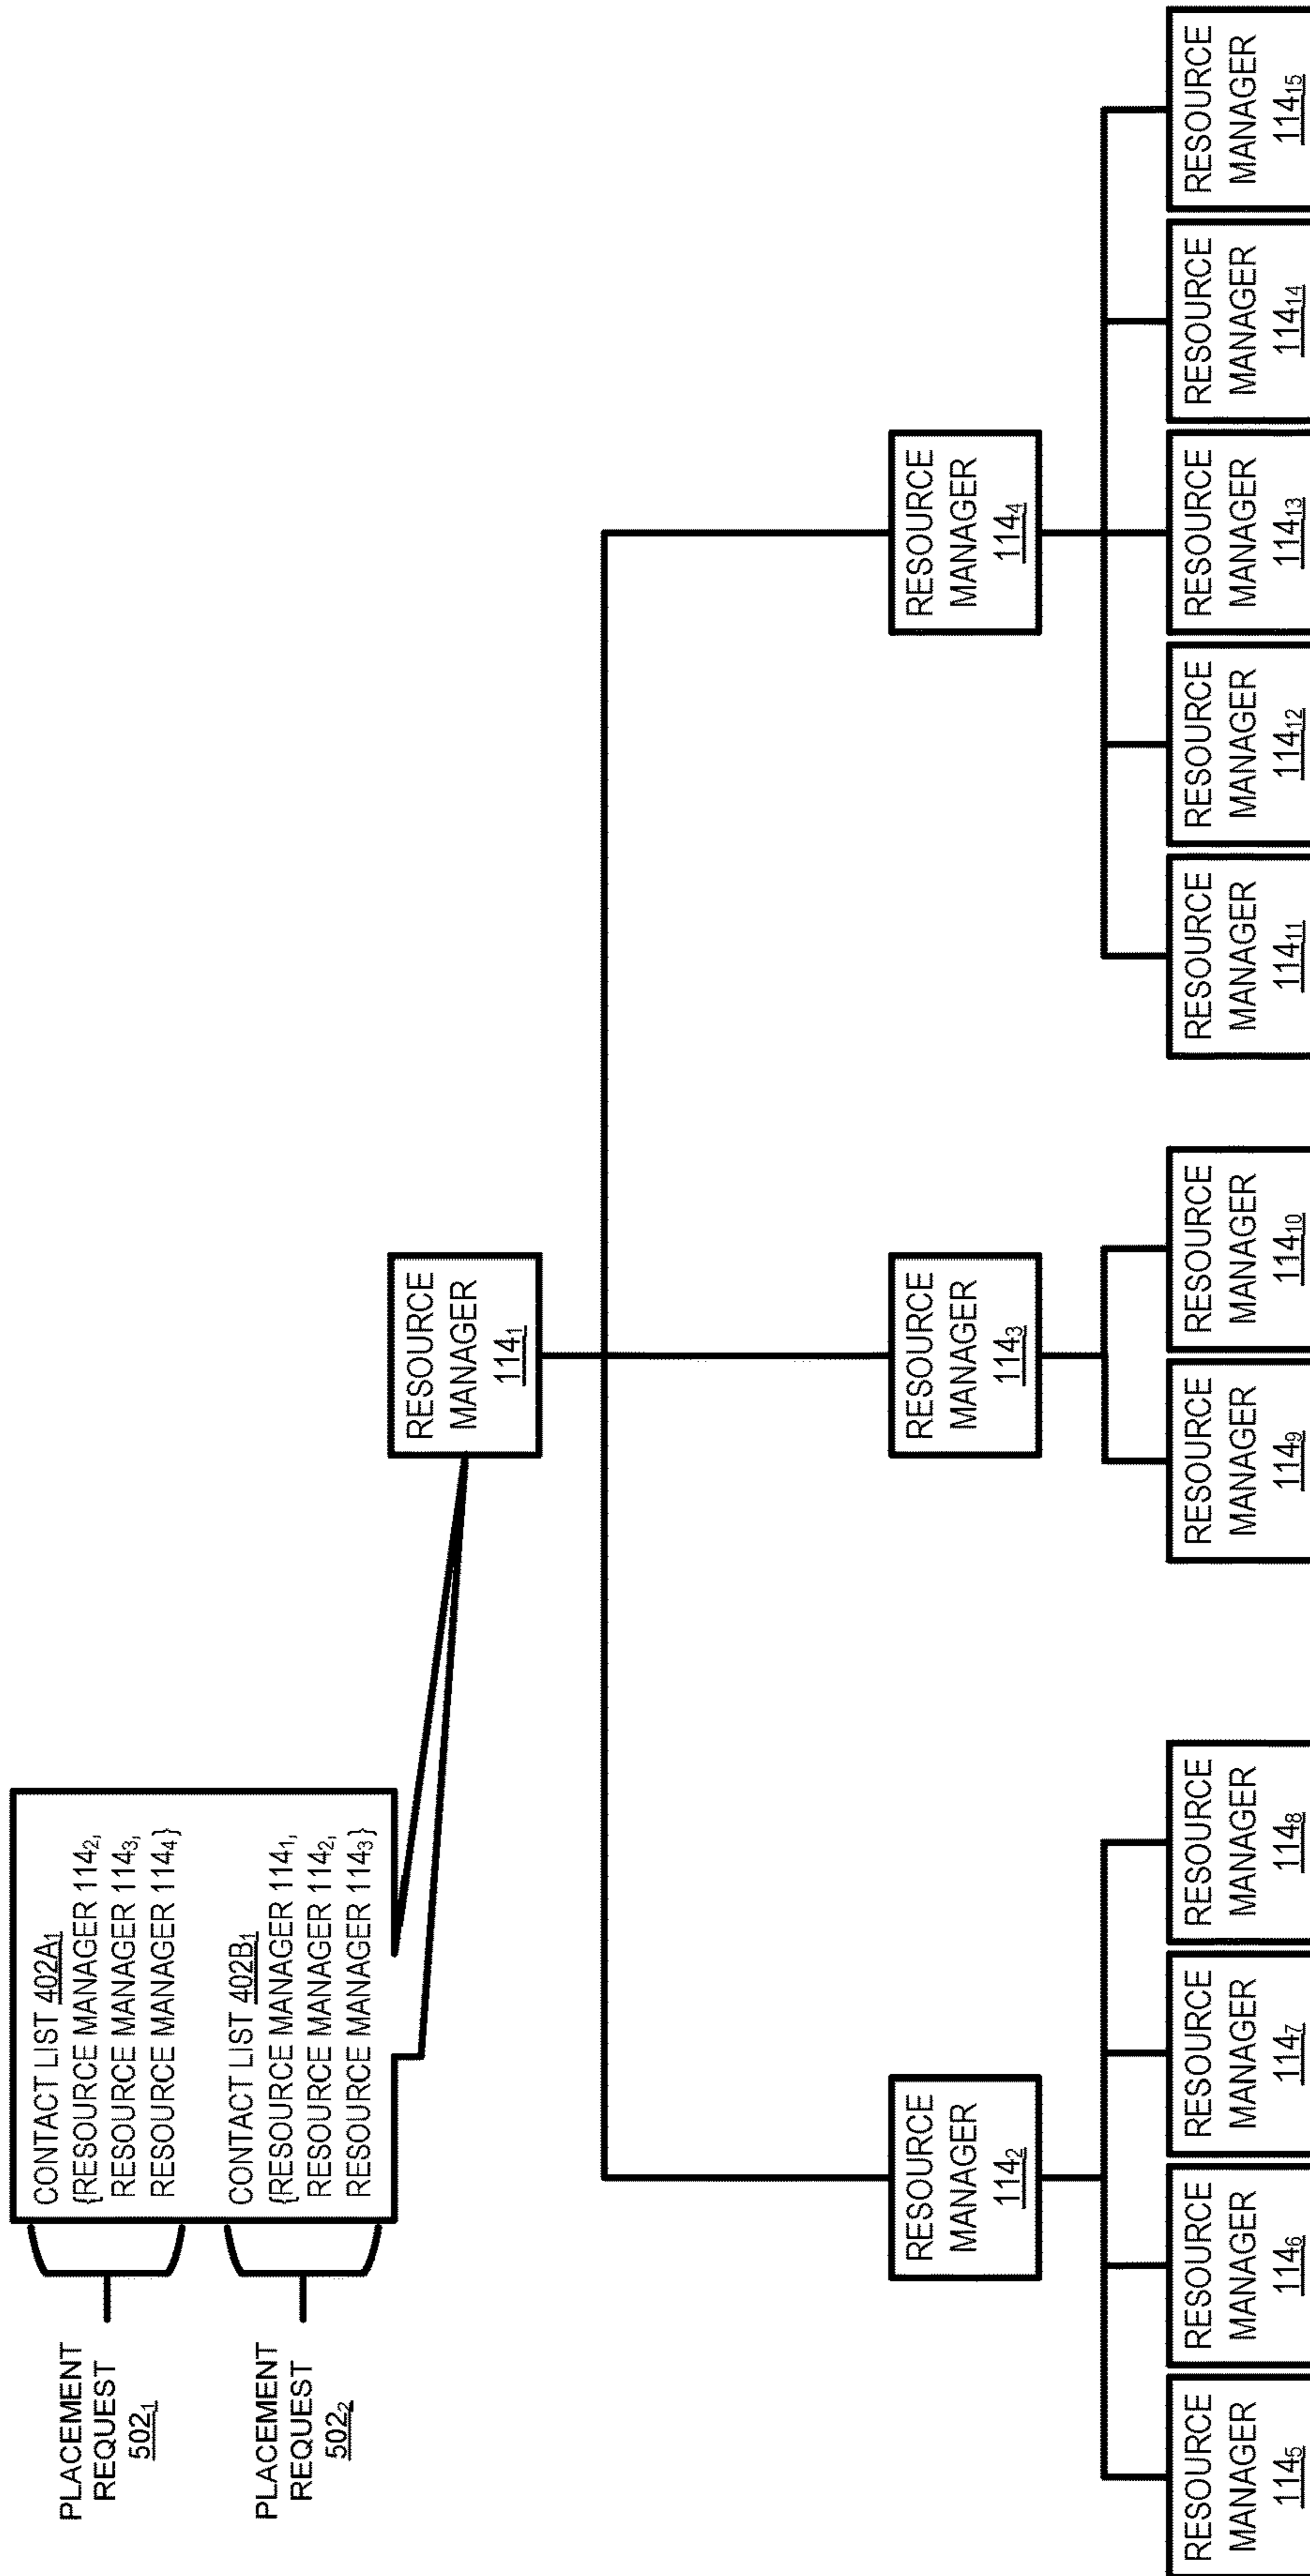 PLACEMENT
REQUEST
502₁
CONTACT LIST 402A₁
{RESOURCE MANAGER 114₂,
RESOURCE MANAGER 114₃,
RESOURCE MANAGER 114₄}
PLACEMENT
REQUEST
502₂
CONTACT LIST 402B₁
{RESOURCE MANAGER 114₁,
RESOURCE MANAGER 114₂,
RESOURCE MANAGER 114₃}
RESOURCE
MANAGER
114₁
RESOURCE
MANAGER
114₂
RESOURCE
MANAGER
114₃
RESOURCE
MANAGER
114₄
RESOURCE
MANAGER
114₅
RESOURCE
MANAGER
114₆
RESOURCE
MANAGER
114₇
RESOURCE
MANAGER
114₈
RESOURCE
MANAGER
114₉
RESOURCE
MANAGER
114₁₀
RESOURCE
MANAGER
114₁₁
RESOURCE
MANAGER
114₁₂
RESOURCE
MANAGER
114₁₃
RESOURCE
MANAGER
114₁₄
RESOURCE
MANAGER
114₁₅